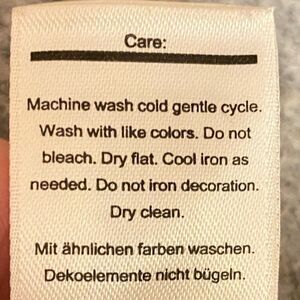 Care:
Machine wash cold gentle cycle.
Wash with like colors. Do not
bleach. Dry flat. Cool iron as
needed. Do not iron decoration.
Dry clean.
Mit ähnlichen farben waschen.
Dekoelemente nicht bügeln.